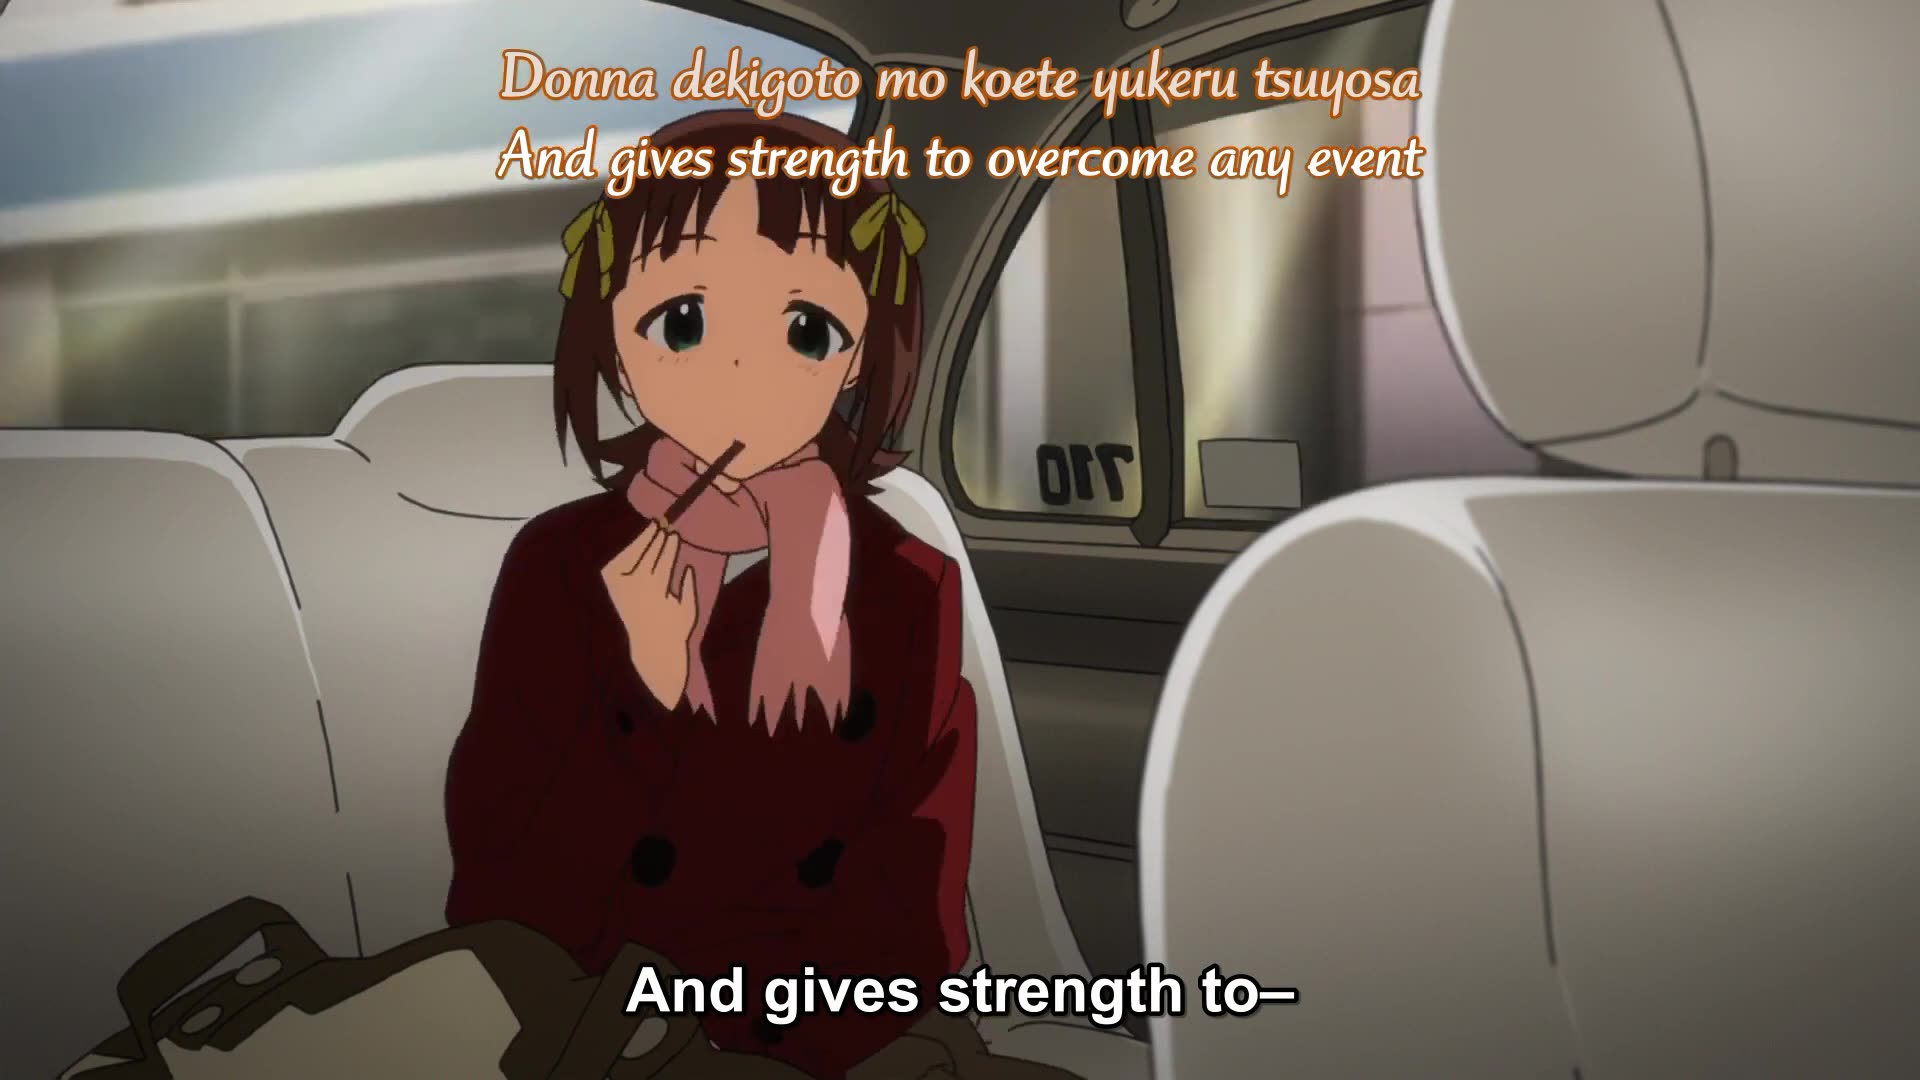 Donna dekigoto mo koete yukeru tsuyosa
And gives strength to overcome any event
710
And gives strength to–